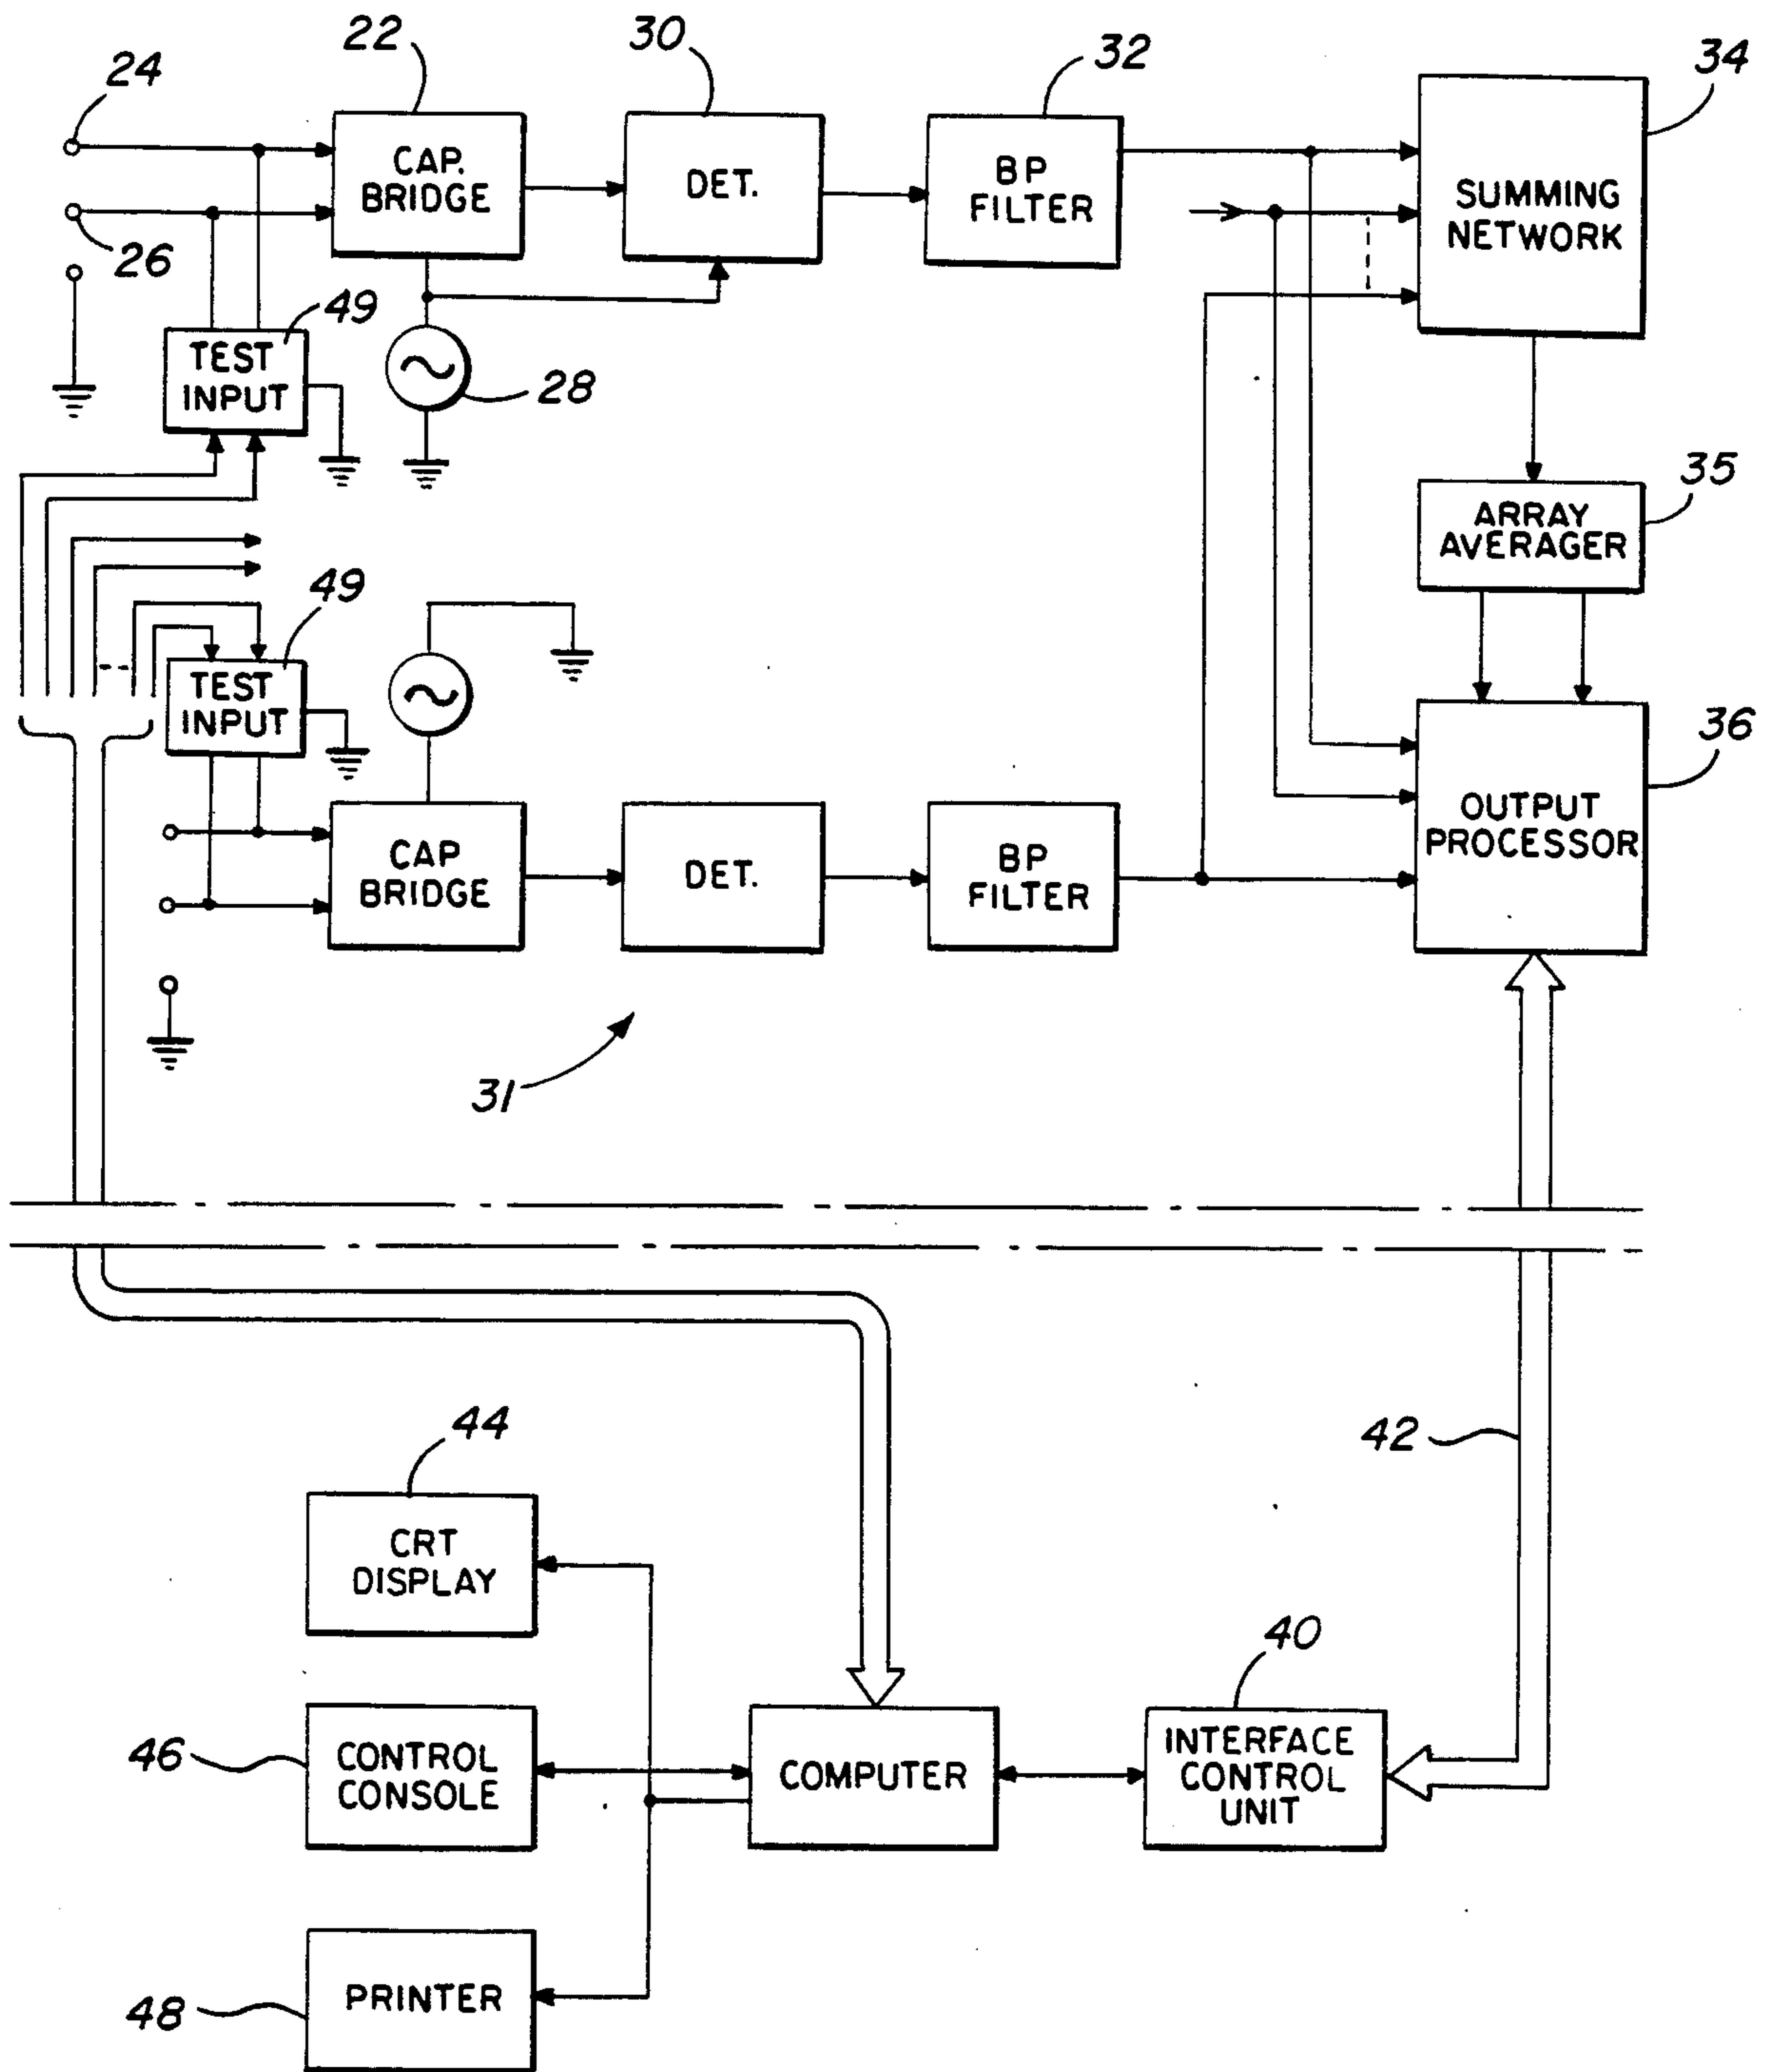 22
30
32
34
24
CAP.
BRIDGE
DET.
BP
FILTER
SUMMING
NETWORK
26
49
TEST
INPUT
28
35
ARRAY
AVERAGER
49
TEST
INPUT
36
OUTPUT
PROCESSOR
CAP
BRIDGE
DET.
BP
FILTER
31
44
42
CRT
DISPLAY
40
46
CONTROL
CONSOLE
COMPUTER
INTERFACE
CONTROL
UNIT
48
PRINTER